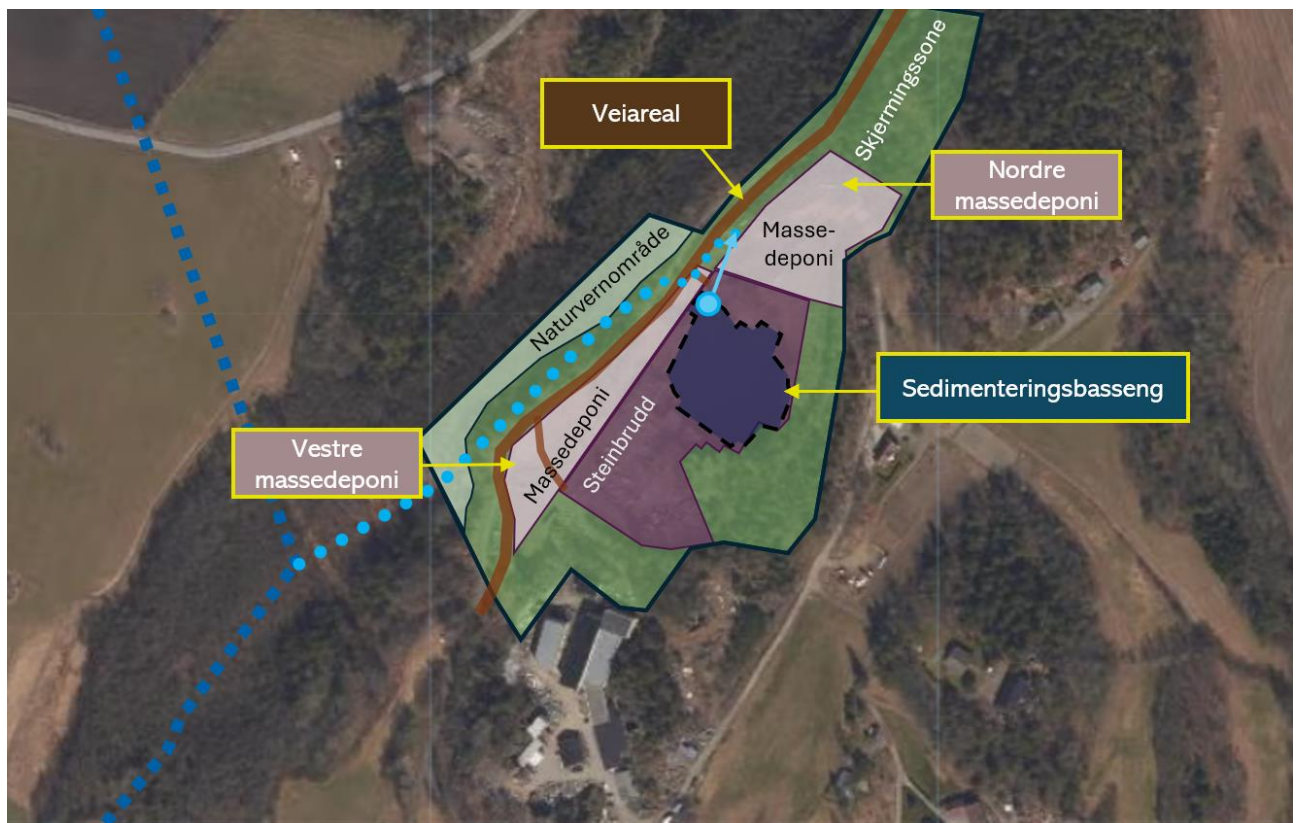 Veiareal
Skjermingssone
Nordre
massedeponi
Masse-
deponi
Naturvernområde
Sedimenteringsbasseng
Massedeponi
Steinbrudd
Vestre
massedeponi